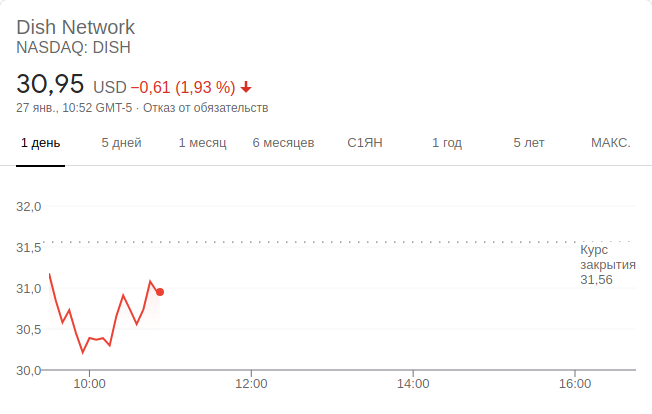 Dish Network
NASDAQ: DISH
30,95 USD −0,61 (1,93 %)
27 янв., 10:52 GMT-5 · Отказ от обязательств
1 день 5 дней 1 месяц 6 месяцев С1ЯН 1 год 5 лет МАКС.
32,0
31,5
Курс
закрытия
31,56
31,0
30,5
30,0
10:00 12:00 14:00 16:00